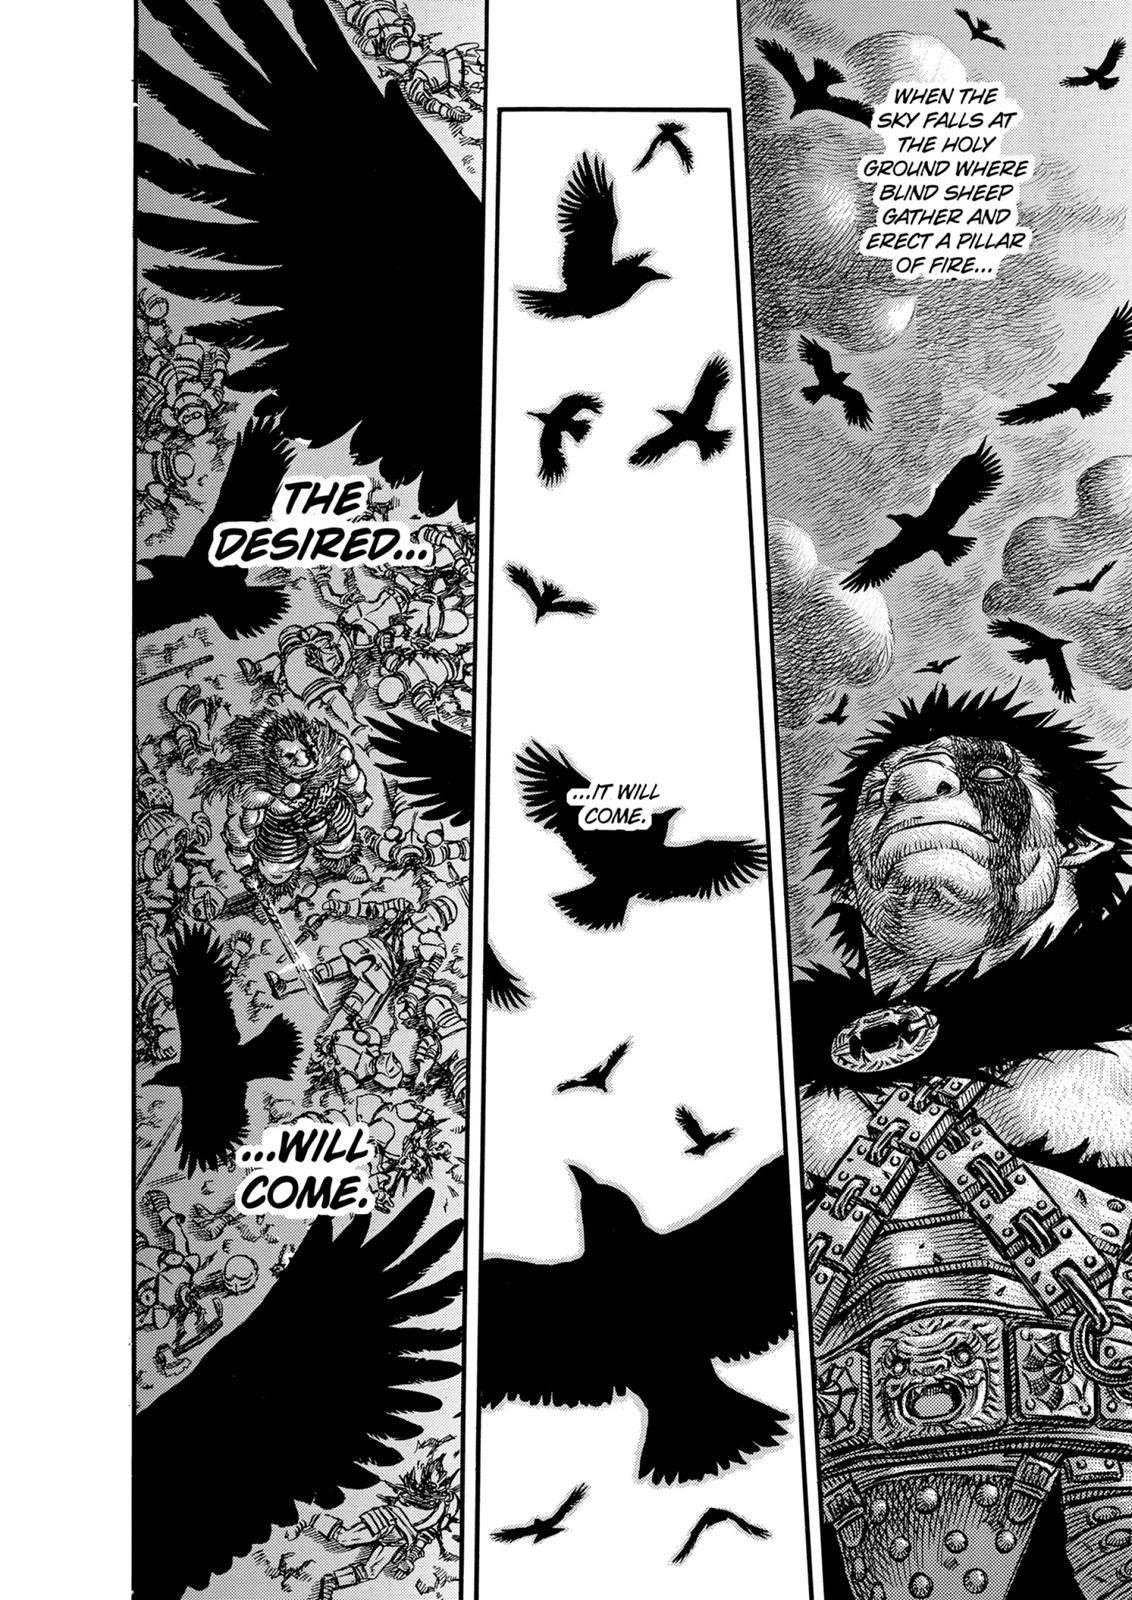 WHEN THE
SKY FALLS AT
THE HOLY
GROUND WHERE
BLIND SHEEP
GATHER AND
ERECT A PILLAR
OF FIRE...
...IT WILL
COME.
THE
DESIRED...
...WILL
COME.